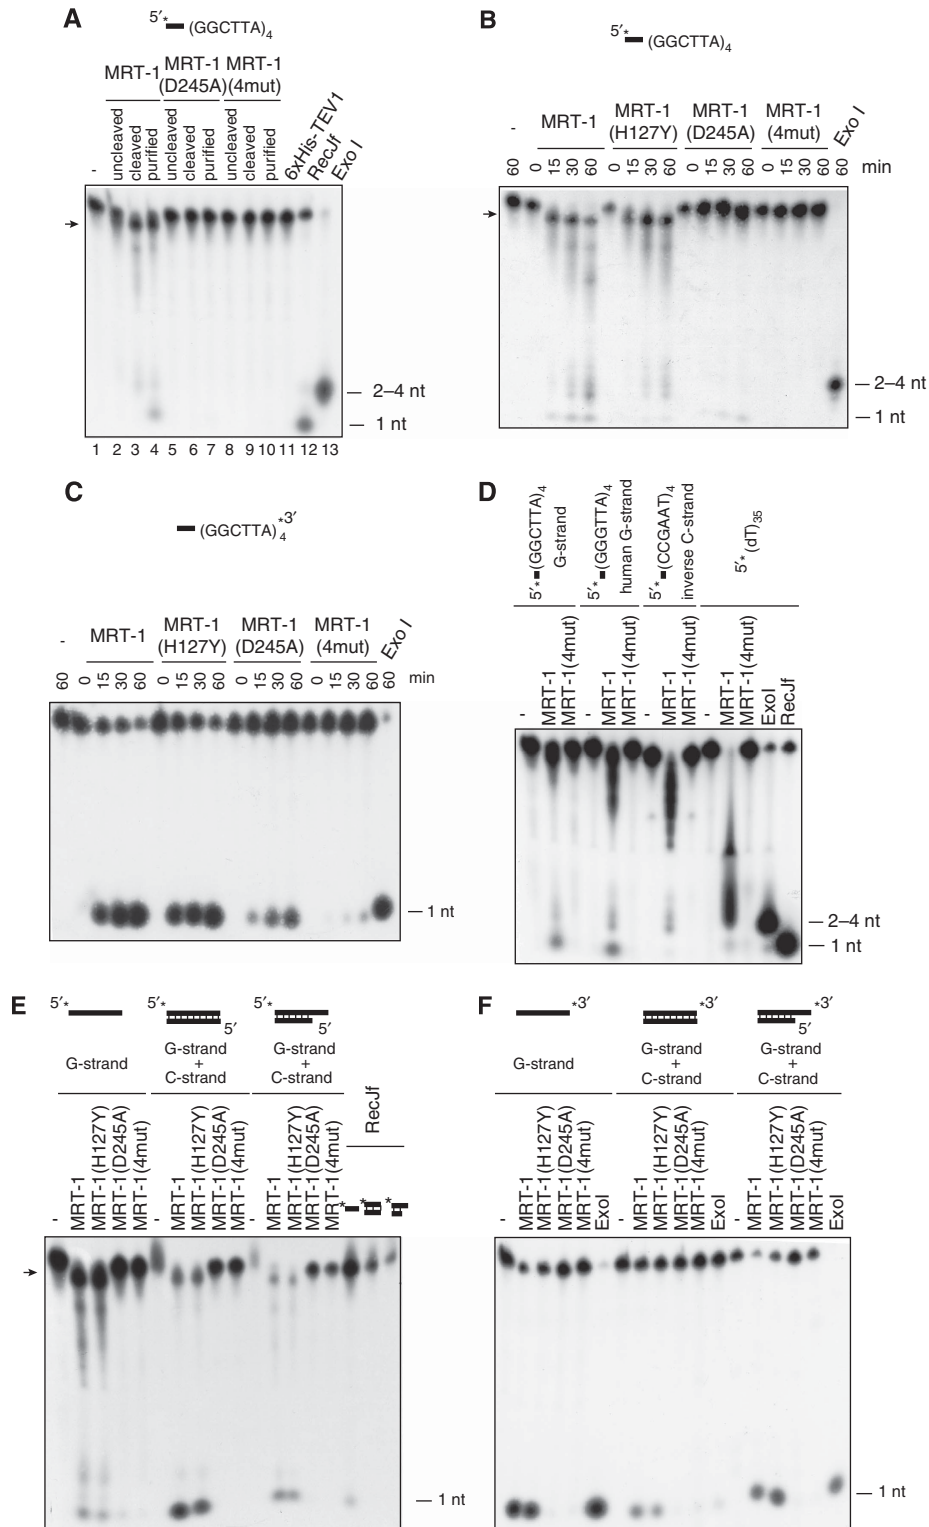 A
5′* (GGCTTA)4
MRT-1
MRT-1
(D245A)
MRT-1
(4mut)
- uncleaved cleaved purified uncleaved cleaved purified uncleaved cleaved purified 6xHis-TEV1 RecJf Exo I
2–4 nt
1 nt
1 2 3 4 5 6 7 8 9 10 11 12 13
B
5′* (GGCTTA)4
- MRT-1
MRT-1
(H127Y)
MRT-1
(D245A)
MRT-1
(4mut)
Exo I
60 0 15 30 60 0 15 30 60 0 15 30 60 0 15 30 60 60 min
2–4 nt
1 nt
C
(GGCTTA)4 *3′
- MRT-1
MRT-1
(H127Y)
MRT-1
(D245A)
MRT-1
(4mut)
Exo I
60 0 15 30 60 0 15 30 60 0 15 30 60 0 15 30 60 60 min
1 nt
D
5′* (GGCTTA)4
G-strand
5′* (GGGTTA)4
human G-strand
5′* (CCGAAT)4
inverse C-strand
5′* (dT)35
- MRT-1 MRT-1(4mut) - MRT-1 MRT-1(4mut) - MRT-1 MRT-1(4mut) - MRT-1 MRT-1(4mut) ExoI RecJf
2–4 nt
1 nt
E
5′*
G-strand
5′* 5′
G-strand
+
C-strand
5′* 5′
G-strand
+
C-strand
RecJf
- MRT-1 MRT-1(H127Y) MRT-1(D245A) MRT-1(4mut) - MRT-1 MRT-1(H127Y) MRT-1(D245A) MRT-1(4mut) - MRT-1 MRT-1(H127Y) MRT-1(D245A) MRT-1(4mut) * * *
1 nt
F
*3′
G-strand
*3′
G-strand
+
C-strand
*3′ 5′
G-strand
+
C-strand
- MRT-1 MRT-1(H127Y) MRT-1(D245A) MRT-1(4mut) ExoI - MRT-1 MRT-1(H127Y) MRT-1(D245A) MRT-1(4mut) ExoI - MRT-1 MRT-1(H127Y) MRT-1(D245A) MRT-1(4mut) ExoI
1 nt